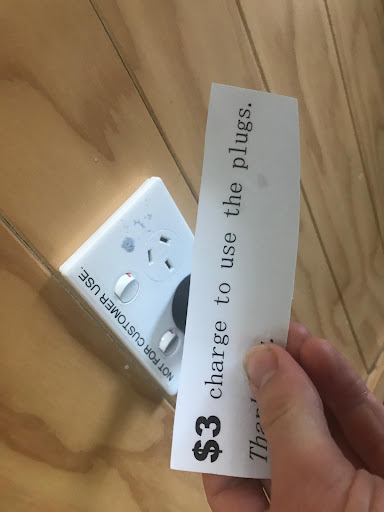 $3 charge to use the plugs.
NOT FOR CUSTOMER USE.